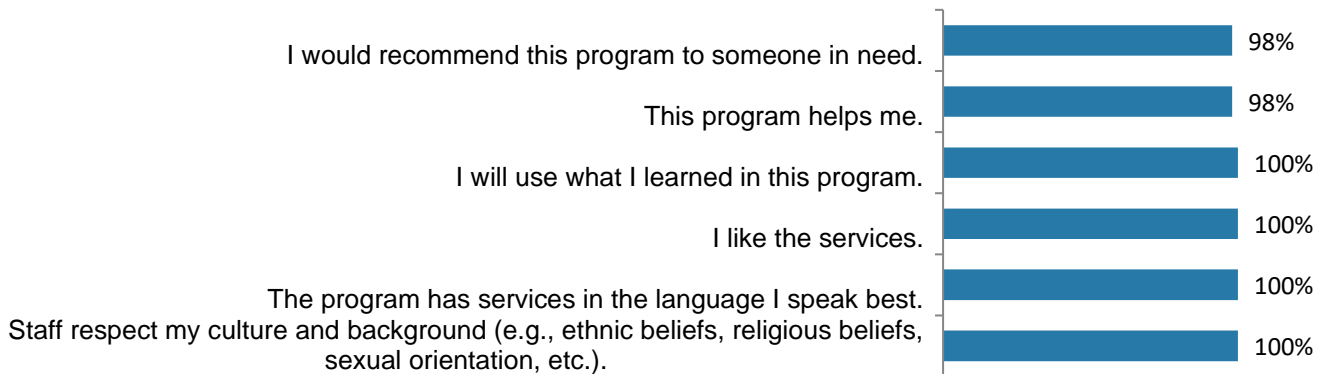 I would recommend this program to someone in need.
98%
This program helps me.
98%
I will use what I learned in this program.
100%
I like the services.
100%
The program has services in the language I speak best.
100%
Staff respect my culture and background (e.g., ethnic beliefs, religious beliefs,
sexual orientation, etc.).
100%